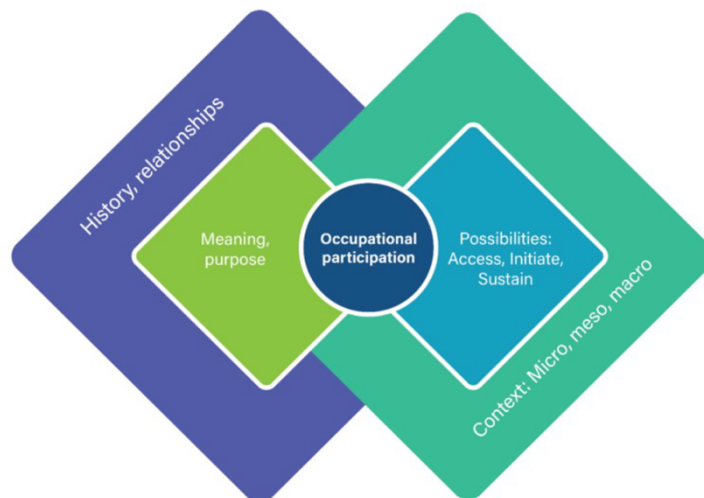 History, relationships
Meaning,
purpose
Occupational
participation
Possibilities:
Access, Initiate,
Sustain
Context: Micro, meso, macro